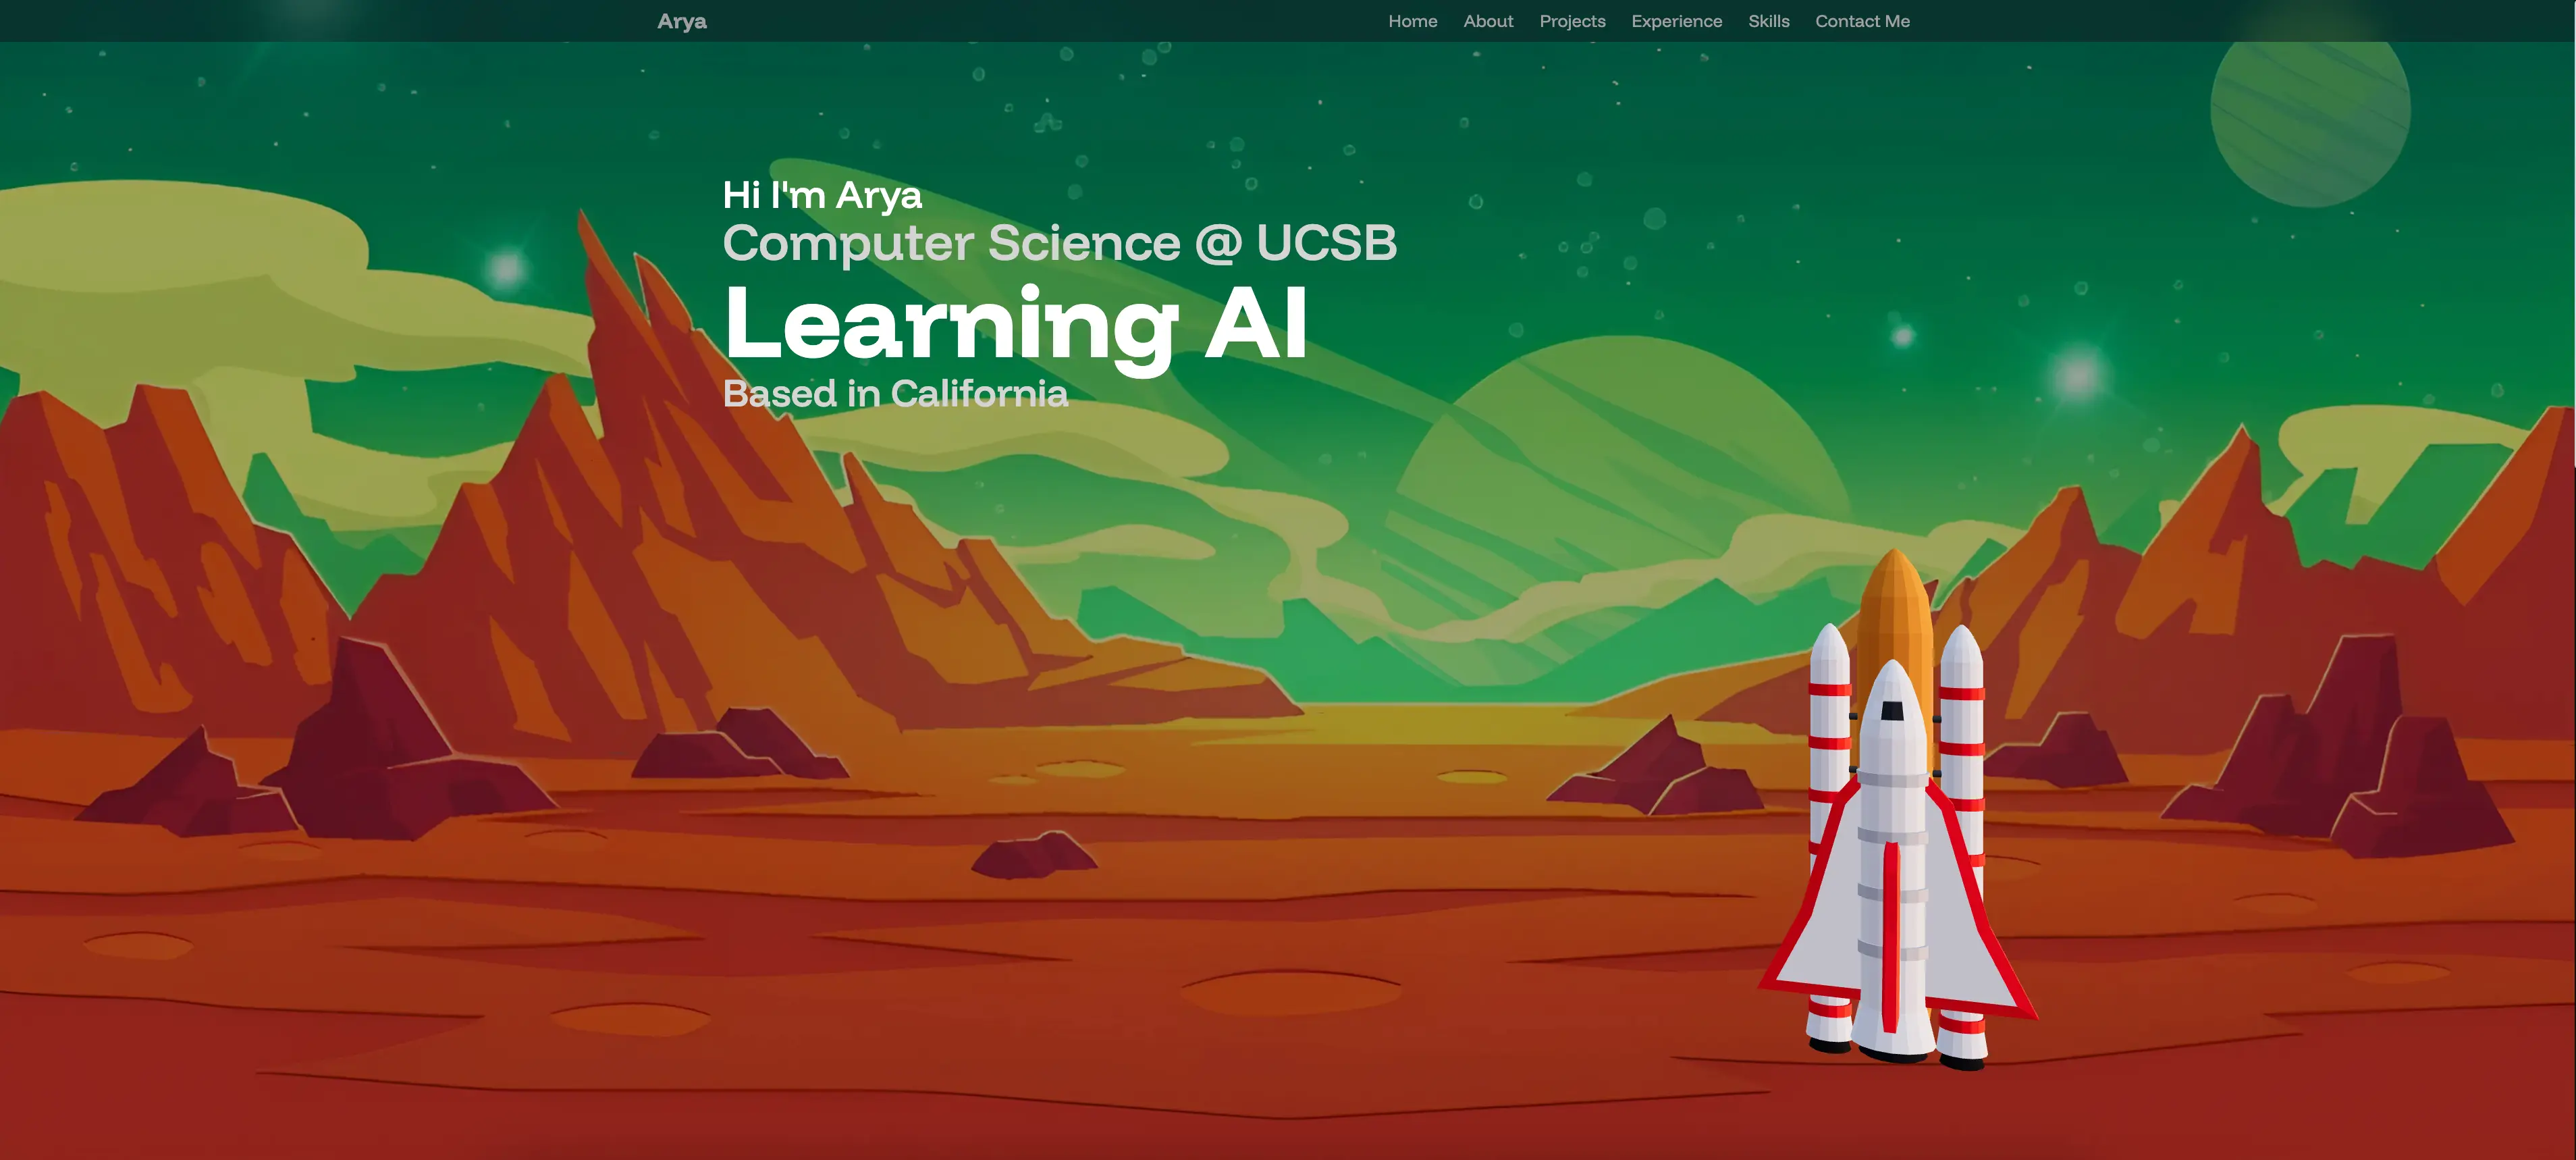 Arya
Home About Projects Experience Skills Contact Me
Hi I'm Arya
Computer Science @ UCSB
Learning AI
Based in California